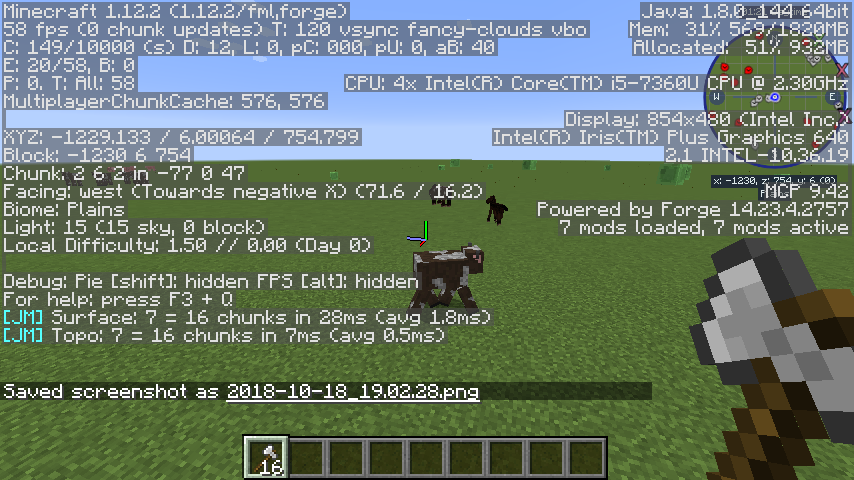 Minecraft 1.12.2 (1.12.2/fml,forge)
58 fps (0 chunk updates) T: 120 vsync fancy-clouds vbo
C: 149/10000 (s) D: 12, L: 0, pC: 000, pU: 0, aB: 40
E: 20/58, B: 0
P: 0, T: All: 58
MultiplayerChunkCache: 576, 576
XYZ: -1229.133 / 6.00064 / 754.799
Block: -1230 6 754
Chunk: 2 6 2 in -77 0 47
Facing: west (Towards negative X) (71.6 / 16.2)
Biome: Plains
Light: 15 (15 sky, 0 block)
Local Difficulty: 1.50 // 0.00 (Day 0)
Debug: Pie [shift]: hidden FPS [alt]: hidden
For help: press F3 + Q
[JM] Surface: 7 = 16 chunks in 28ms (avg 1.8ms)
[JM] Topo: 7 = 16 chunks in 7ms (avg 0.5ms)
Java: 1.8.0_144 64bit
Mem: 31% 569/1820MB
Allocated: 51% 932MB
CPU: 4x Intel(R) Core(TM) i5-7360U CPU @ 2.30GHz
W
E
Display: 854x480 (Intel Inc.)
Intel(R) Iris(TM) Plus Graphics 640
2.1 INTEL-10.36.19
x: -1230, z: 754, y: 6 (0)
MCP 9.42
Powered by Forge 14.23.4.2757
7 mods loaded, 7 mods active
Saved screenshot as 2018-10-18_19.02.28.png
16